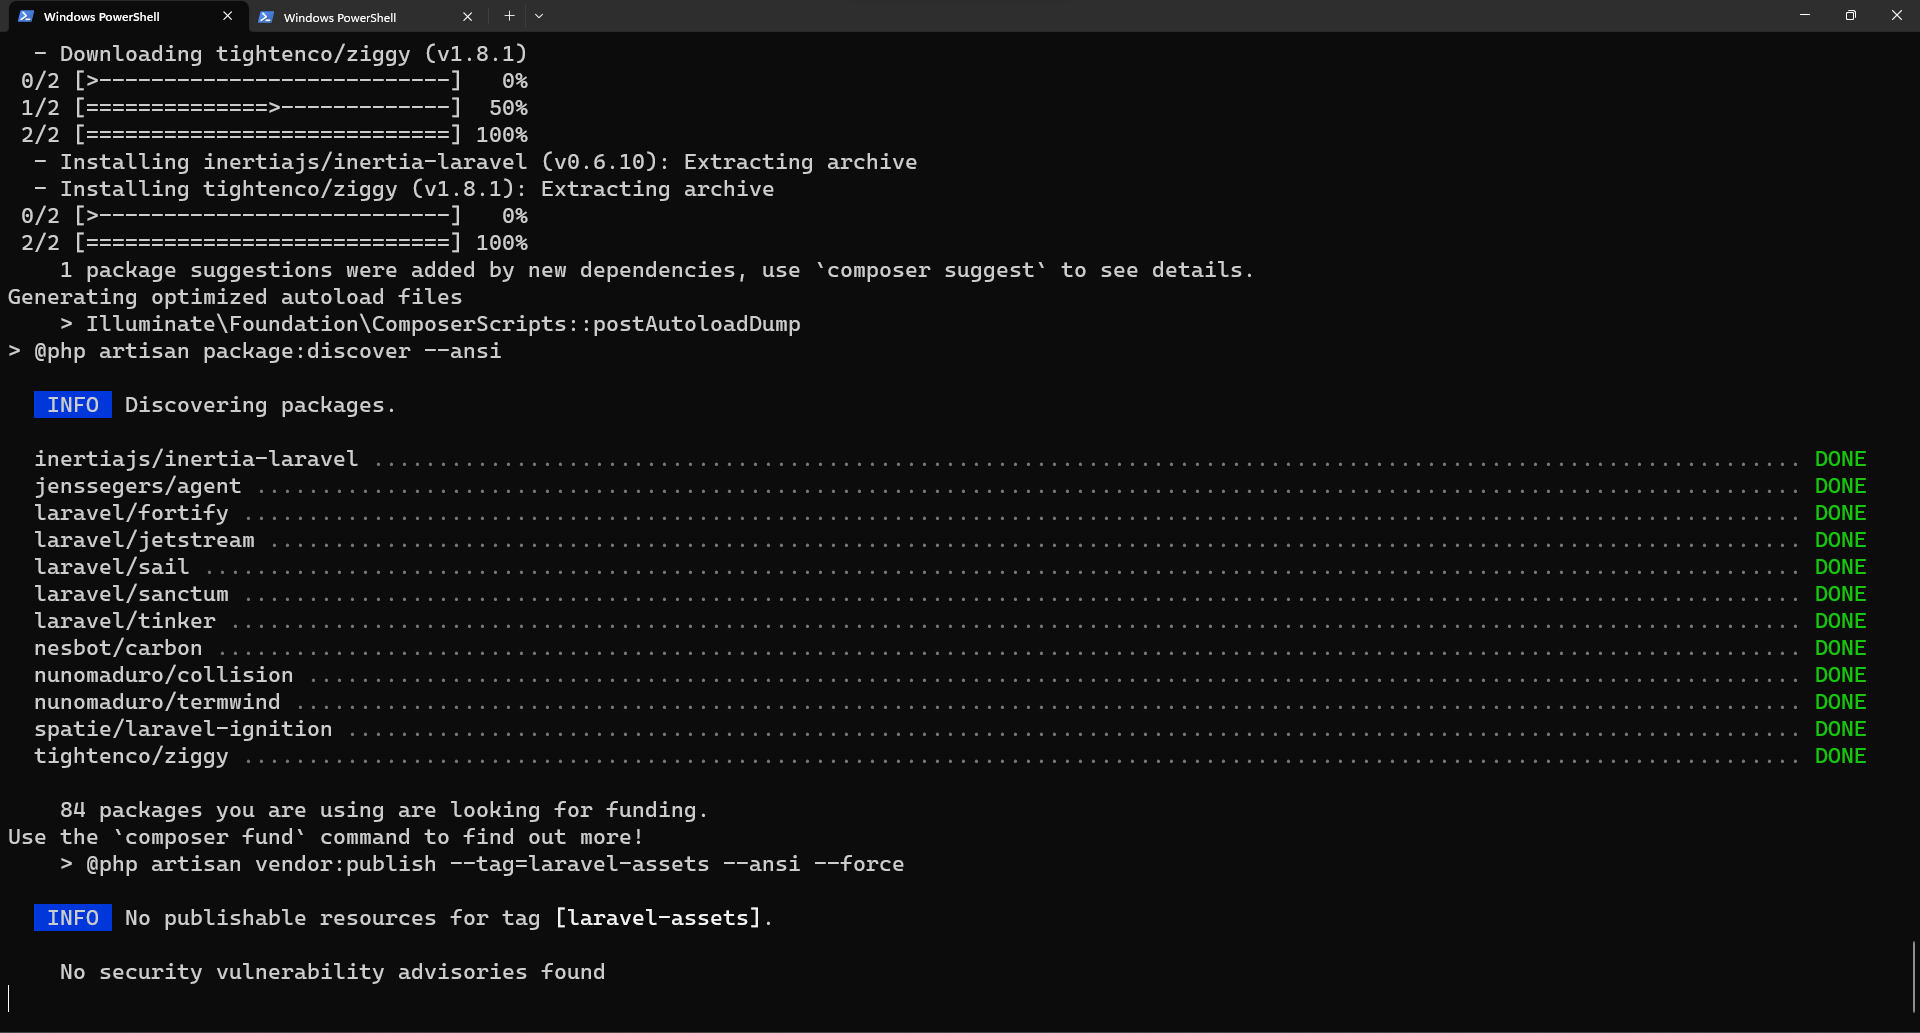 Windows PowerShell
Windows PowerShell
- Downloading tightenco/ziggy (v1.8.1)
0/2 [>---------------------------]   0%
1/2 [==============>-------------]  50%
2/2 [============================] 100%
- Installing inertiajs/inertia-laravel (v0.6.10): Extracting archive
- Installing tightenco/ziggy (v1.8.1): Extracting archive
0/2 [>---------------------------]   0%
2/2 [============================] 100%
1 package suggestions were added by new dependencies, use `composer suggest` to see details.
Generating optimized autoload files
> Illuminate\Foundation\ComposerScripts::postAutoloadDump
> @php artisan package:discover --ansi
INFO Discovering packages.
inertiajs/inertia-laravel ........ DONE
jenssegers/agent ........ DONE
laravel/fortify ........ DONE
laravel/jetstream ........ DONE
laravel/sail ........ DONE
laravel/sanctum ........ DONE
laravel/tinker ........ DONE
nesbot/carbon ........ DONE
nunomaduro/collision ........ DONE
nunomaduro/termwind ........ DONE
spatie/laravel-ignition ........ DONE
tightenco/ziggy ........ DONE
84 packages you are using are looking for funding.
Use the `composer fund` command to find out more!
> @php artisan vendor:publish --tag=laravel-assets --ansi --force
INFO No publishable resources for tag [laravel-assets].
No security vulnerability advisories found